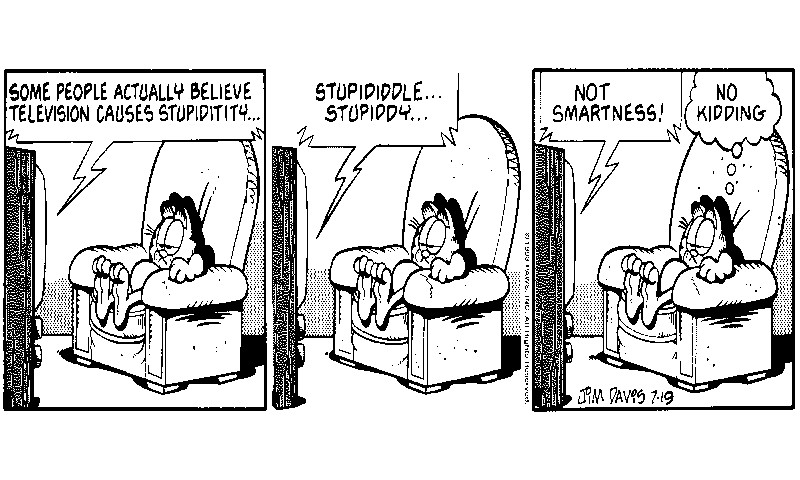 SOME PEOPLE ACTUALLY BELIEVE
TELEVISION CAUSES STUPIDITITY...
STUPIDIDDLE...
STUPIDDY...
NOT
SMARTNESS!
NO
KIDDING
JIM DAVIS 7-19